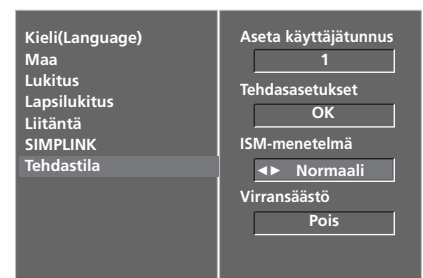 Kieli(Language)
Maa
Lukitus
Lapsilukitus
Liitäntä
SIMPLINK
Tehdastila
Aseta käyttäjätunnus
1
Tehdasasetukset
OK
ISM-menetelmä
◄► Normaali
Virransäästö
Pois